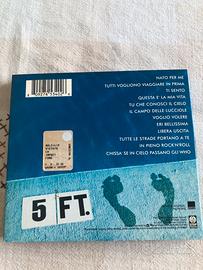 NATO PER ME
TUTTI VOGLIONO VIAGGIARE IN PRIMA
TI SENTO
QUESTA È LA MIA VITA
TU CHE CONOSCI IL CIELO
IL CAMPO DELLE LUCCIOLE
VOGLIO VOLERE
ERI BELLISSIMA
LIBERA USCITA
TUTTE LE STRADE PORTANO A TE
IN PIENO ROCK'N'ROLL
CHISSÀ SE IN CIELO PASSANO GLI WHO
5 FT.